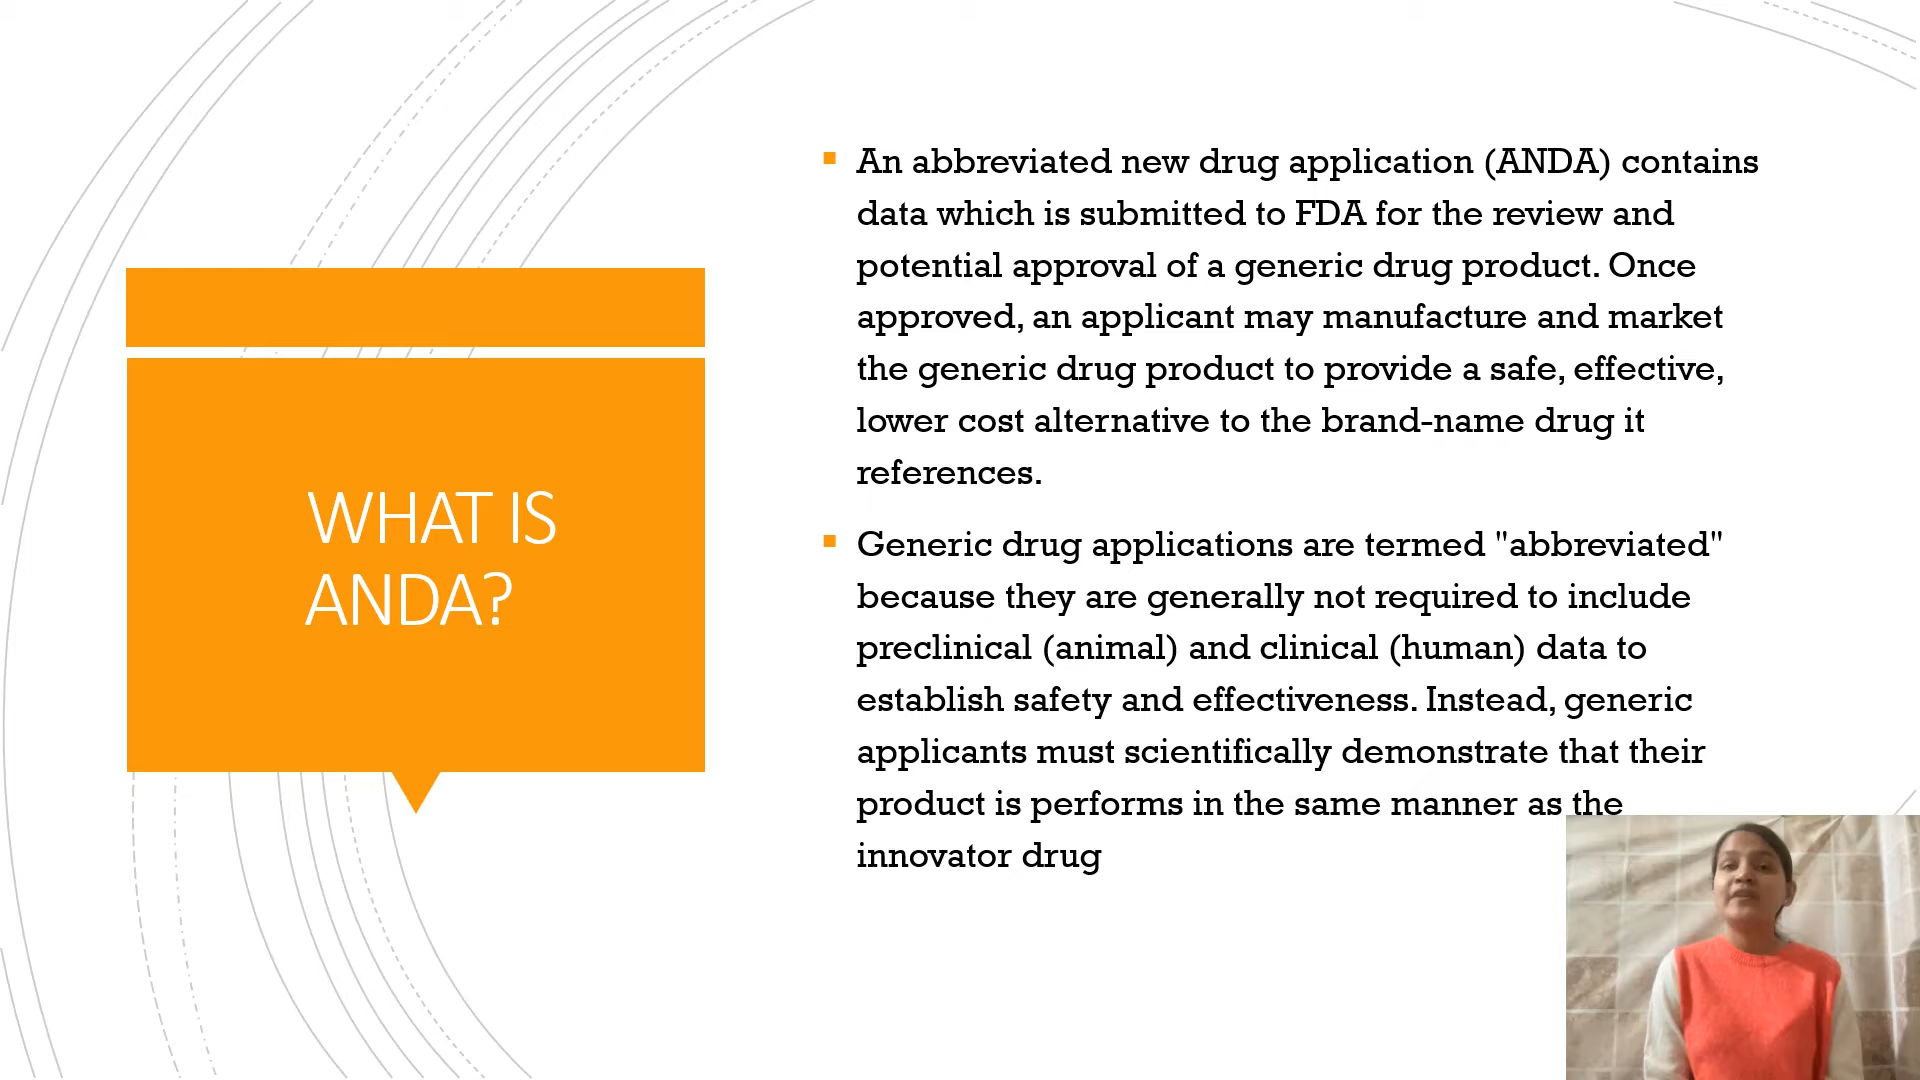 WHAT IS
ANDA?
An abbreviated new drug application (ANDA) contains
data which is submitted to FDA for the review and
potential approval of a generic drug product. Once
approved, an applicant may manufacture and market
the generic drug product to provide a safe, effective,
lower cost alternative to the brand-name drug it
references.
Generic drug applications are termed "abbreviated"
because they are generally not required to include
preclinical (animal) and clinical (human) data to
establish safety and effectiveness. Instead, generic
applicants must scientifically demonstrate that their
product is performs in the same manner as the
innovator drug